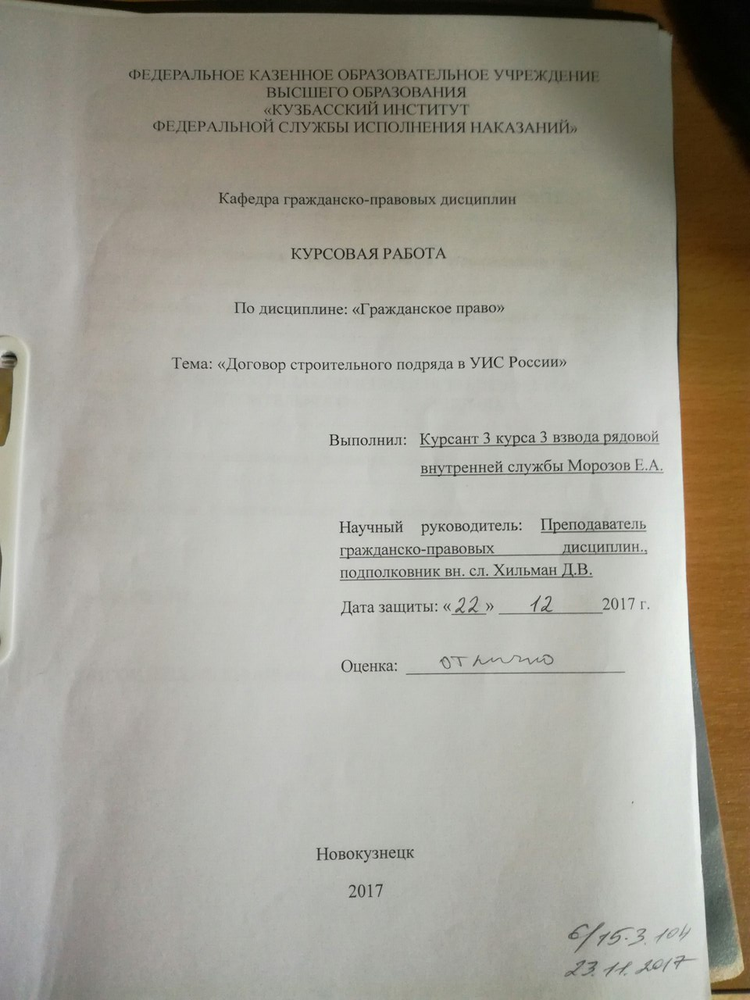 ФЕДЕРАЛЬНОЕ КАЗЕННОЕ ОБРАЗОВАТЕЛЬНОЕ УЧРЕЖДЕНИЕ
ВЫСШЕГО ОБРАЗОВАНИЯ
«КУЗБАССКИЙ ИНСТИТУТ
ФЕДЕРАЛЬНОЙ СЛУЖБЫ ИСПОЛНЕНИЯ НАКАЗАНИЙ»
Кафедра гражданско-правовых дисциплин
КУРСОВАЯ РАБОТА
По дисциплине: «Гражданское право»
Тема: «Договор строительного подряда в УИС России»
Выполнил: Курсант 3 курса 3 взвода рядовой
внутренней службы Морозов Е.А.
Научный руководитель: Преподаватель
гражданско-правовых дисциплин.,
подполковник вн. сл. Хильман Д.В.
Дата защиты: «22» 12 2017 г.
Оценка: отлично
Новокузнецк
2017
6/15-3.104
23.11.2017